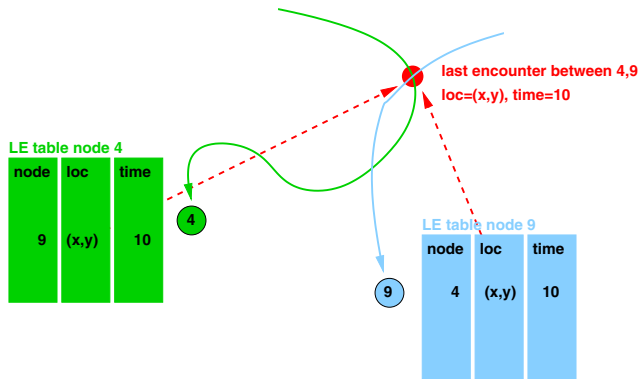 last encounter between 4,9
loc=(x,y), time=10
LE table node 4
node loc time
9 (x,y) 10
4
LE table node 9
node loc time
4 (x,y) 10
9